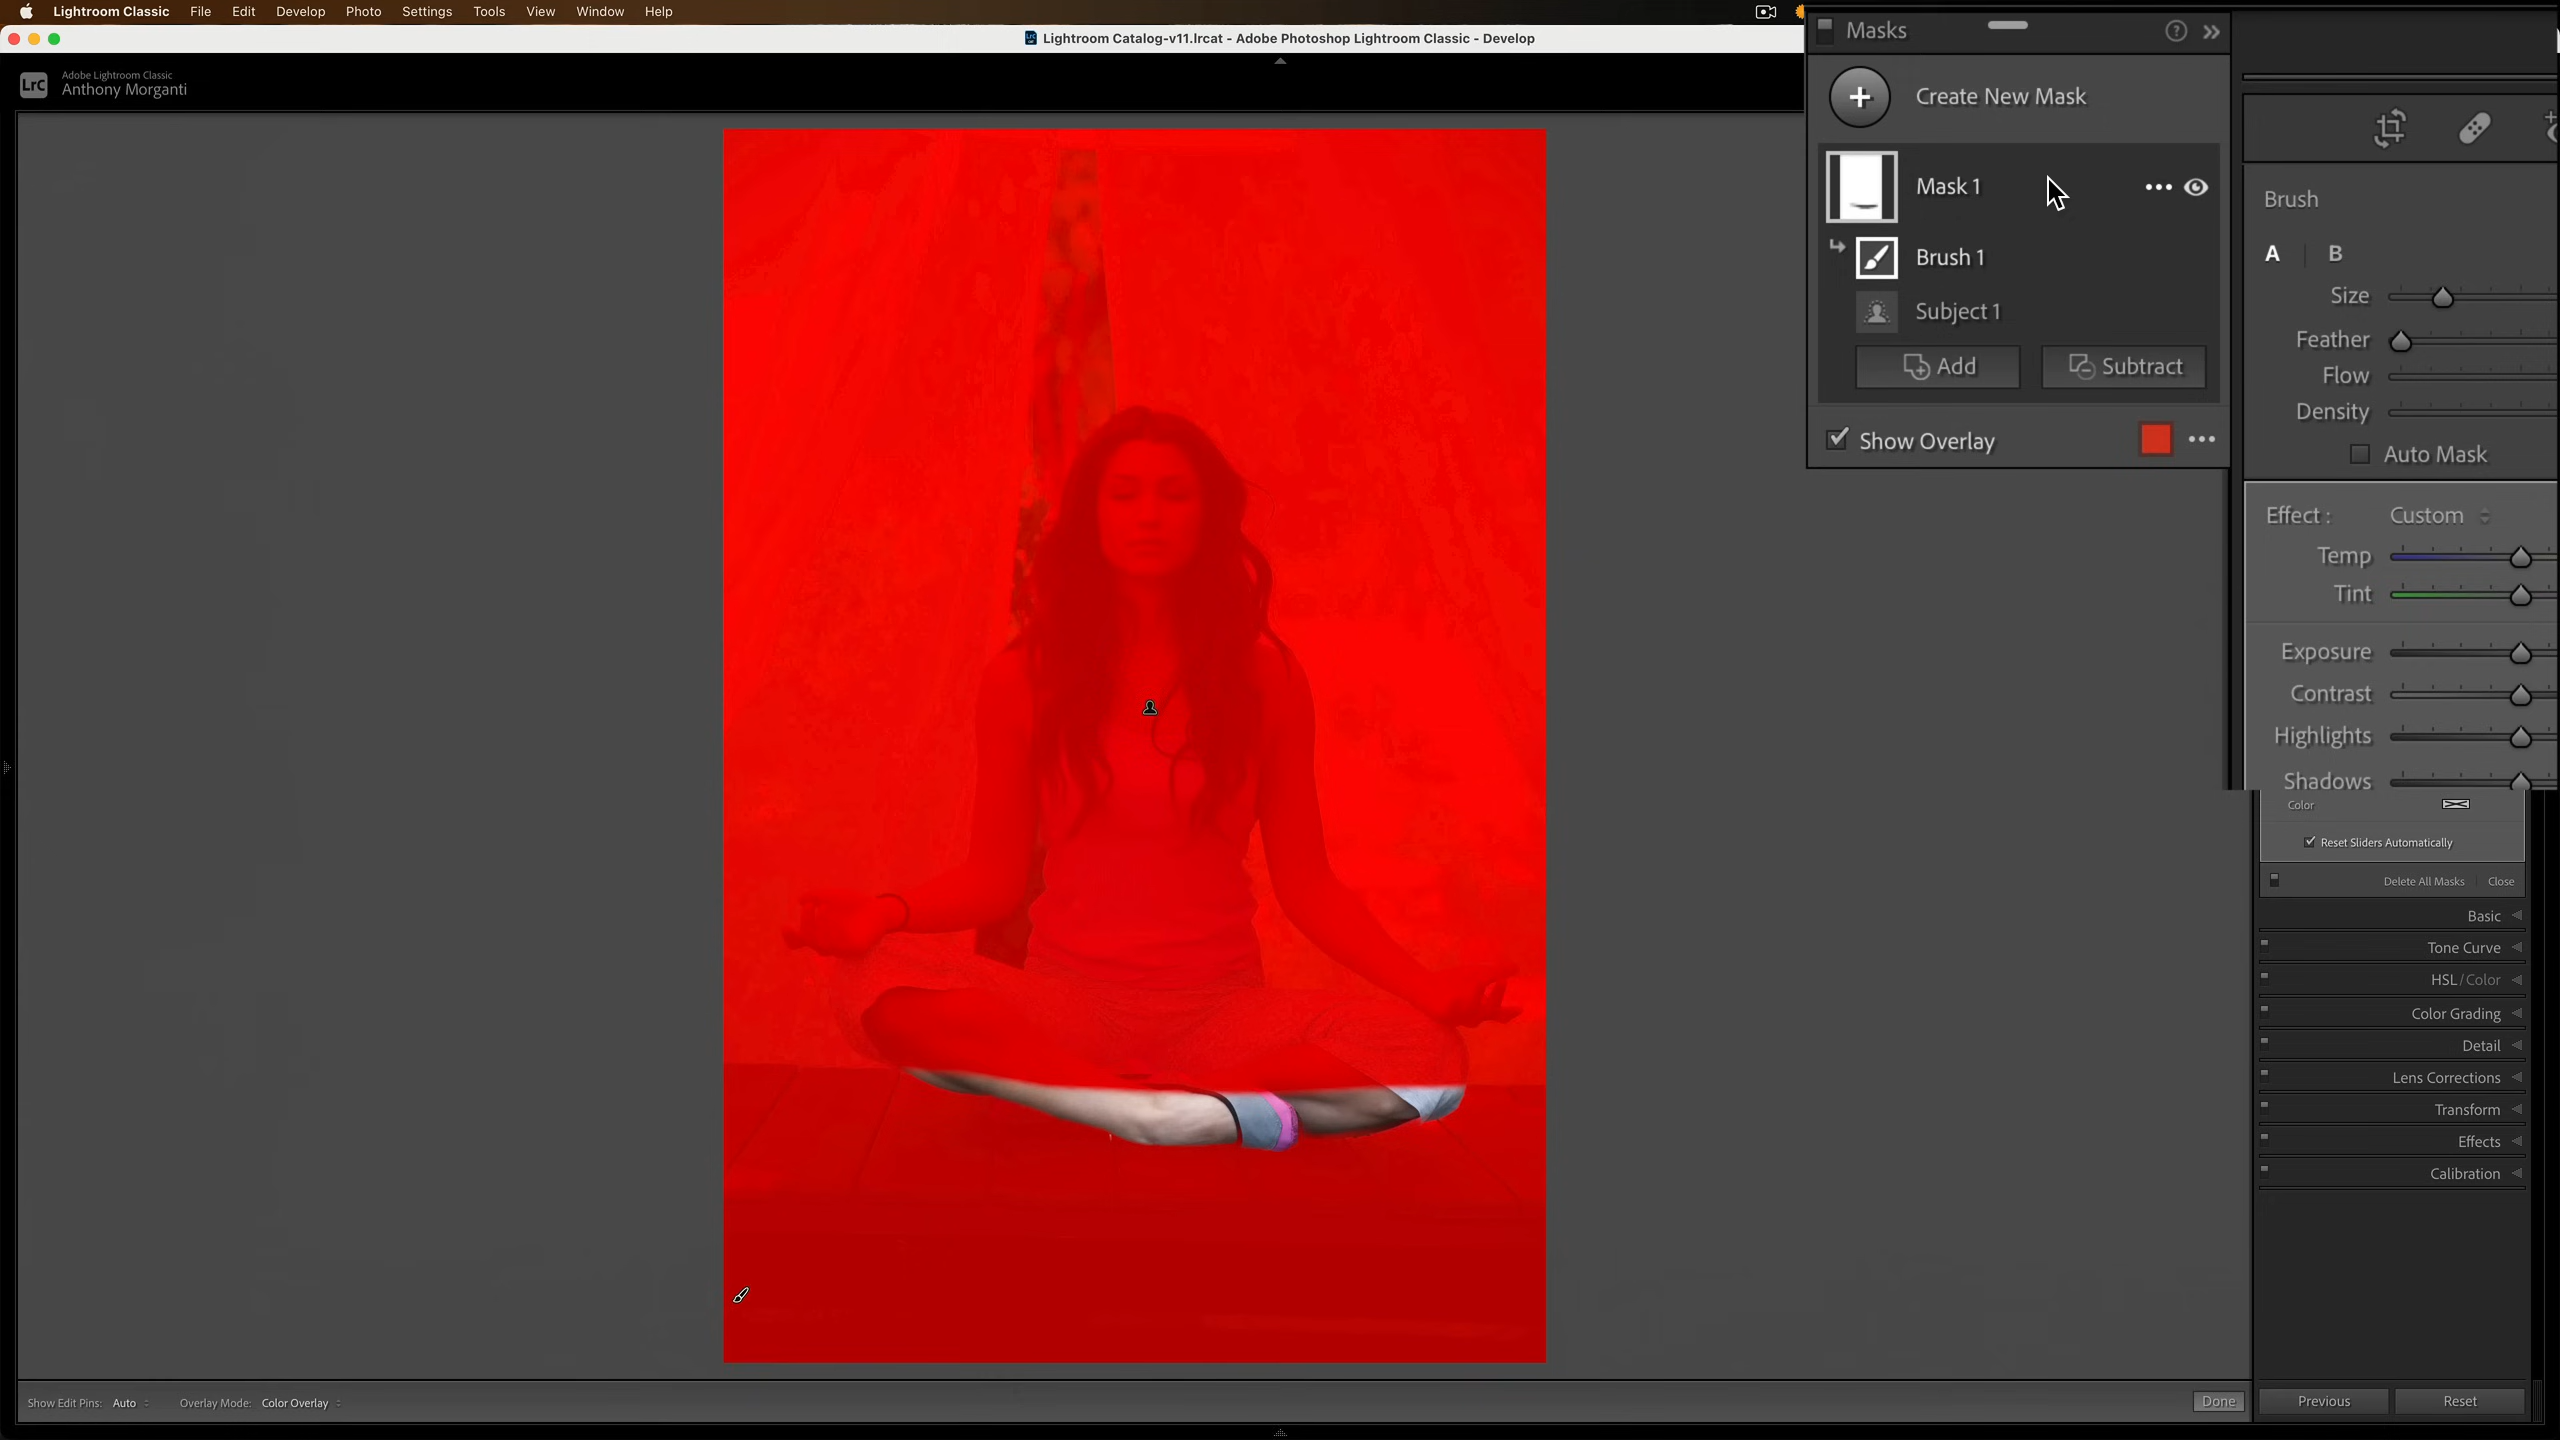 Lightroom Classic File Edit Develop Photo Settings Tools View Window Help
Lightroom Catalog-v11.lrcat - Adobe Photoshop Lightroom Classic - Develop
LrC
Adobe Lightroom Classic
Anthony Morganti
Masks
Create New Mask
Mask 1
Brush 1
Subject 1
Add Subtract
Show Overlay
Brush
A B
Size
Feather
Flow
Density
Auto Mask
Effect : Custom
Temp
Tint
Exposure
Contrast
Highlights
Shadows
Color
Reset Sliders Automatically
Delete All Masks Close
Basic
Tone Curve
HSL / Color
Color Grading
Detail
Lens Corrections
Transform
Effects
Calibration
Show Edit Pins: Auto Overlay Mode: Color Overlay
Done Previous Reset